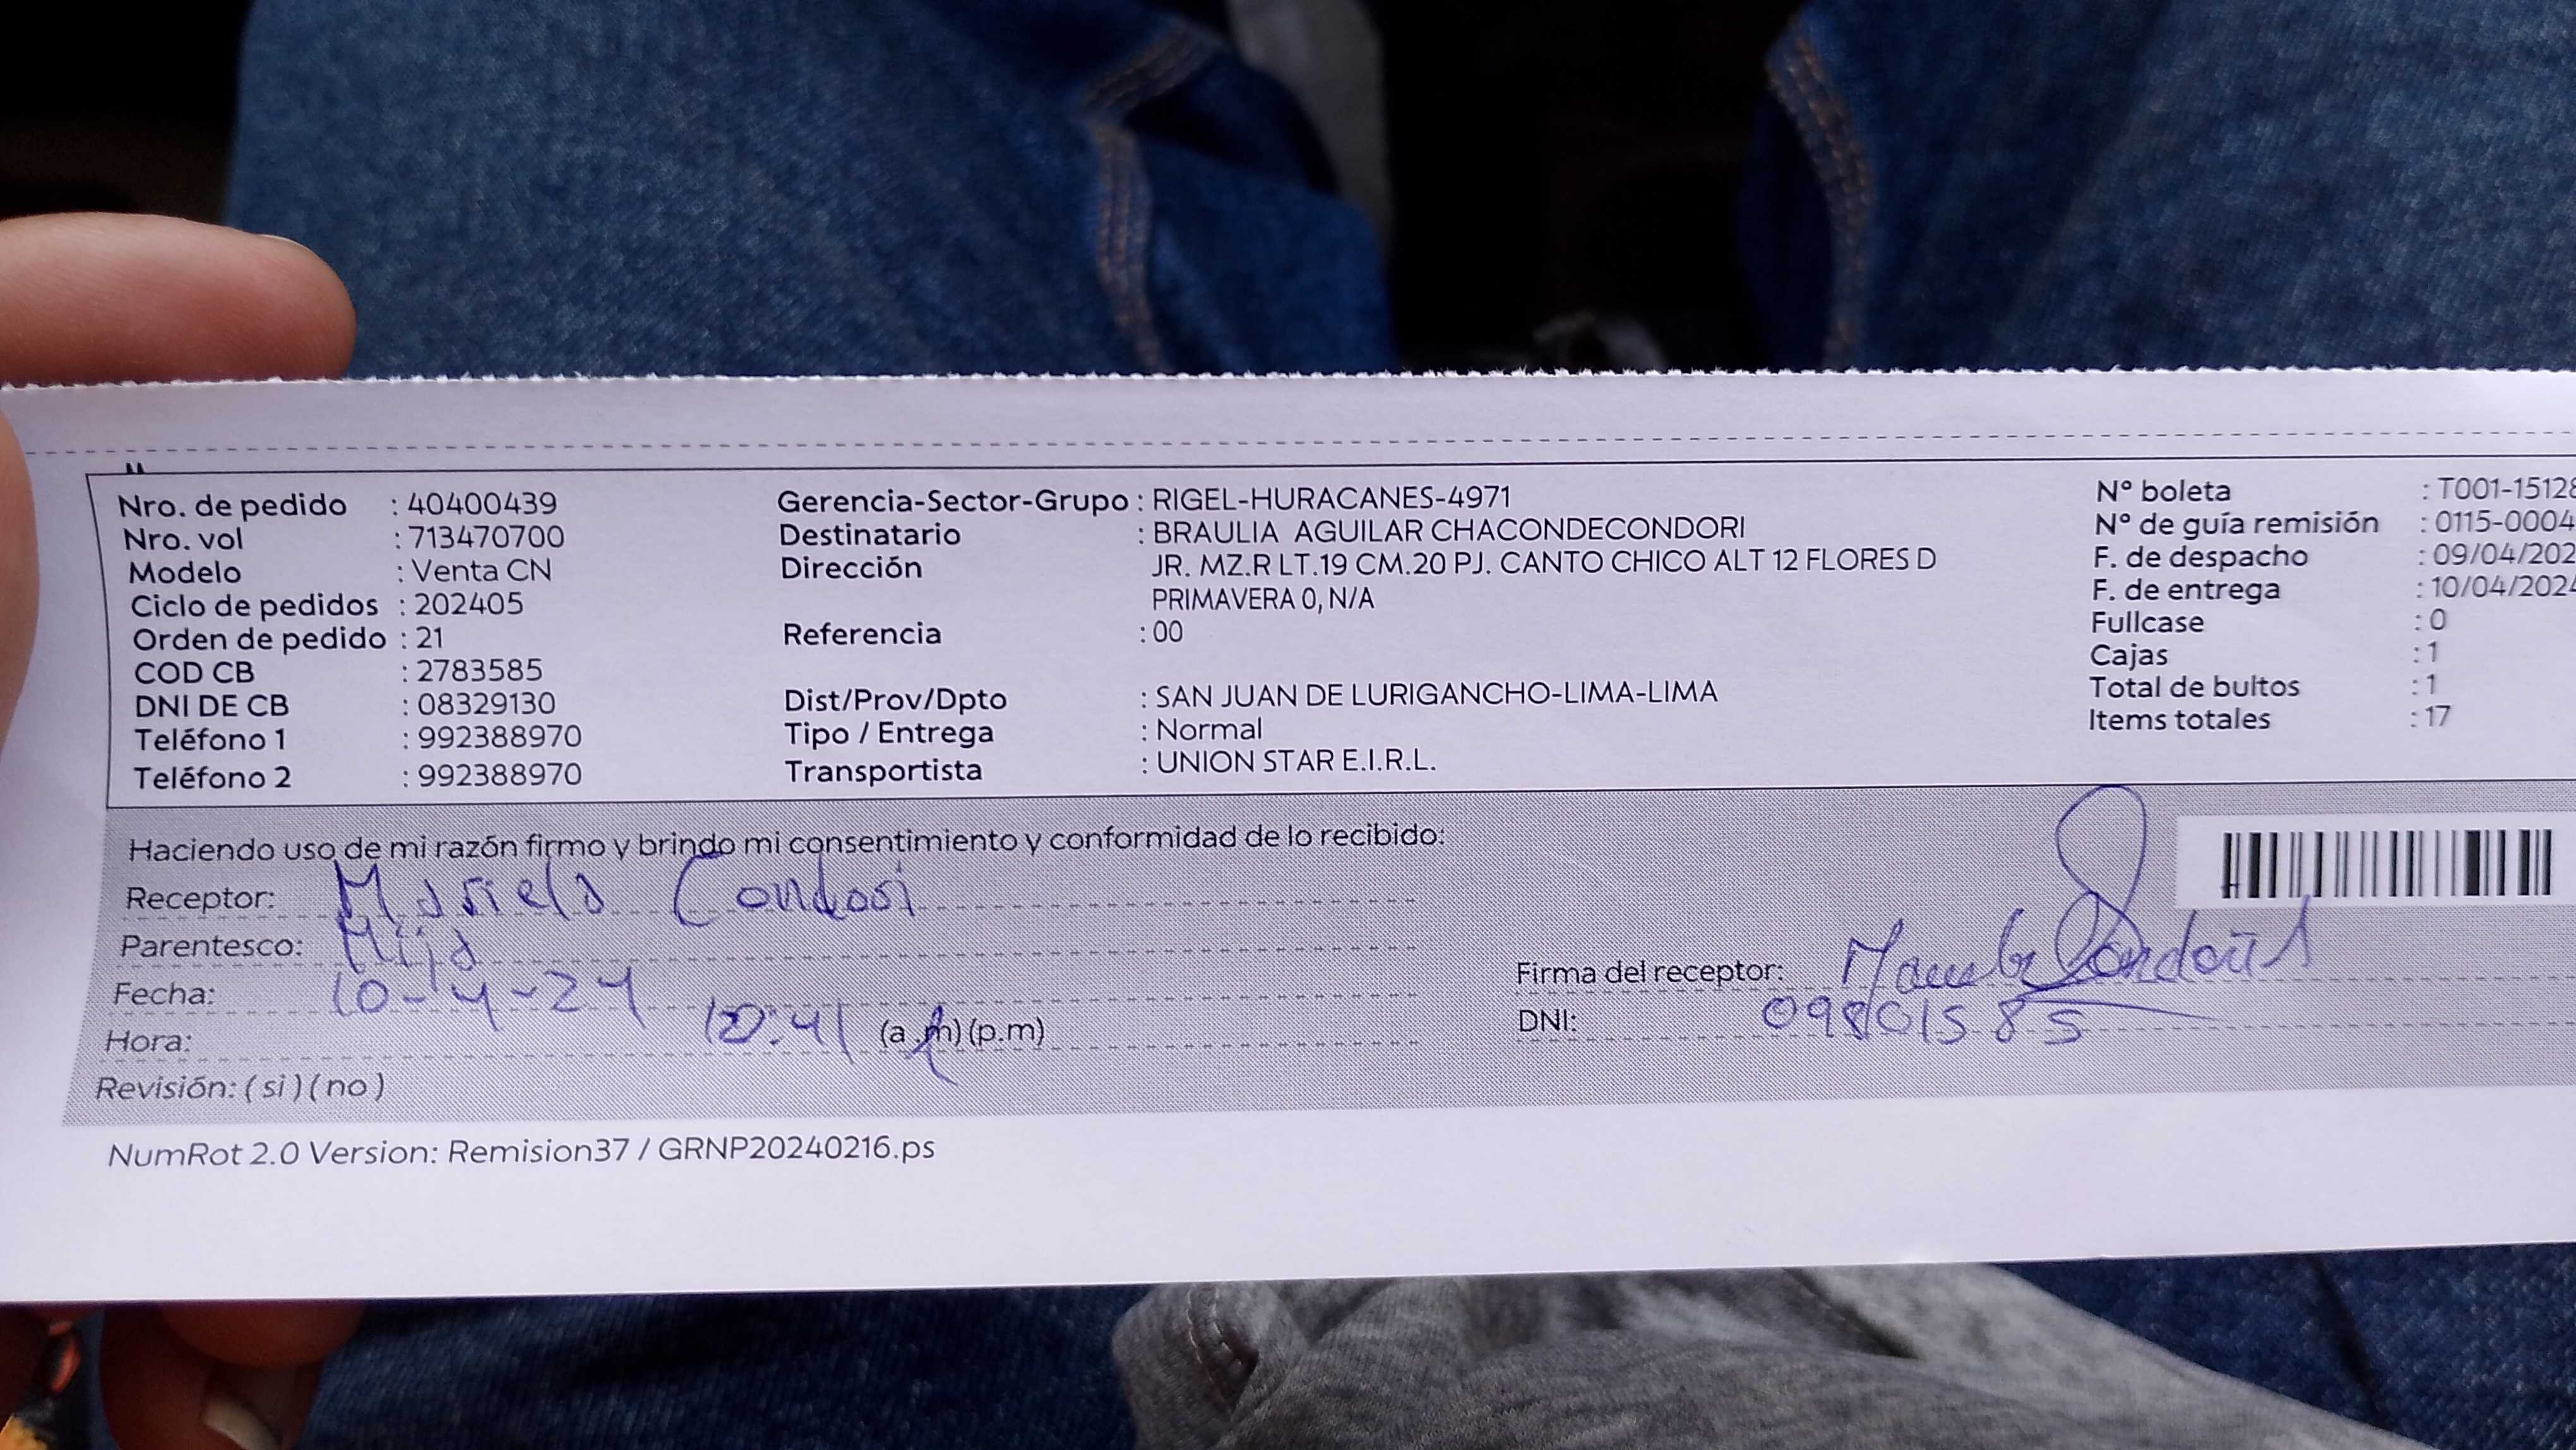 Nro. de pedido : 40400439
Nro. vol : 713470700
Modelo : Venta CN
Ciclo de pedidos : 202405
Orden de pedido : 21
COD CB : 2783585
DNI DE CB : 08329130
Teléfono 1 : 992388970
Teléfono 2 : 992388970
Gerencia-Sector-Grupo : RIGEL-HURACANES-4971
Destinatario : BRAULIA AGUILAR CHACONDECONDORI
Dirección JR. MZ.R LT.19 CM.20 PJ. CANTO CHICO ALT 12 FLORES D
PRIMAVERA 0, N/A
Referencia : 00
Dist/Prov/Dpto : SAN JUAN DE LURIGANCHO-LIMA-LIMA
Tipo / Entrega : Normal
Transportista : UNION STAR E.I.R.L.
N° boleta : T001-15128
N° de guía remisión : 0115-0004
F. de despacho : 09/04/202
F. de entrega : 10/04/2024
Fullcase : 0
Cajas : 1
Total de bultos : 1
Items totales : 17
Haciendo uso de mi razón firmo y brindo mi consentimiento y conformidad de lo recibido:
Receptor: Mariela Condori
Parentesco: Hija
Fecha: 10-4-24
Hora: 10:41 (a.m)(p.m)
Revisión: ( si ) ( no )
Firma del receptor:
DNI: 09801585
NumRot 2.0 Version: Remision37 / GRNP20240216.ps